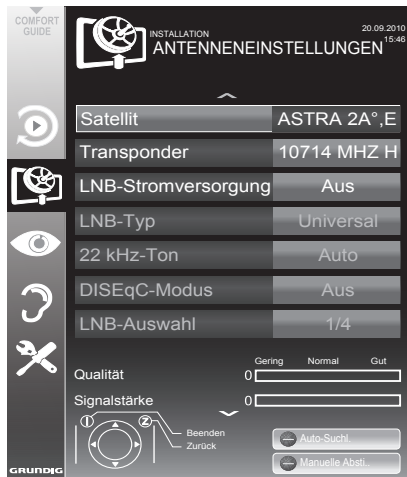 COMFORT
GUIDE
INSTALLATION
ANTENNENEINSTELLUNGEN
20.09.2010
15:46
Satellit ASTRA 2A°,E
Transponder 10714 MHZ H
LNB-Stromversorgung Aus
LNB-Typ Universal
22 kHz-Ton Auto
DISEqC-Modus Aus
LNB-Auswahl 1/4
Gering Normal Gut
Qualität 0
Signalstärke 0
1 2
Beenden
Zurück
Auto-Suchl.
Manuelle Absti..
GRUNDIG